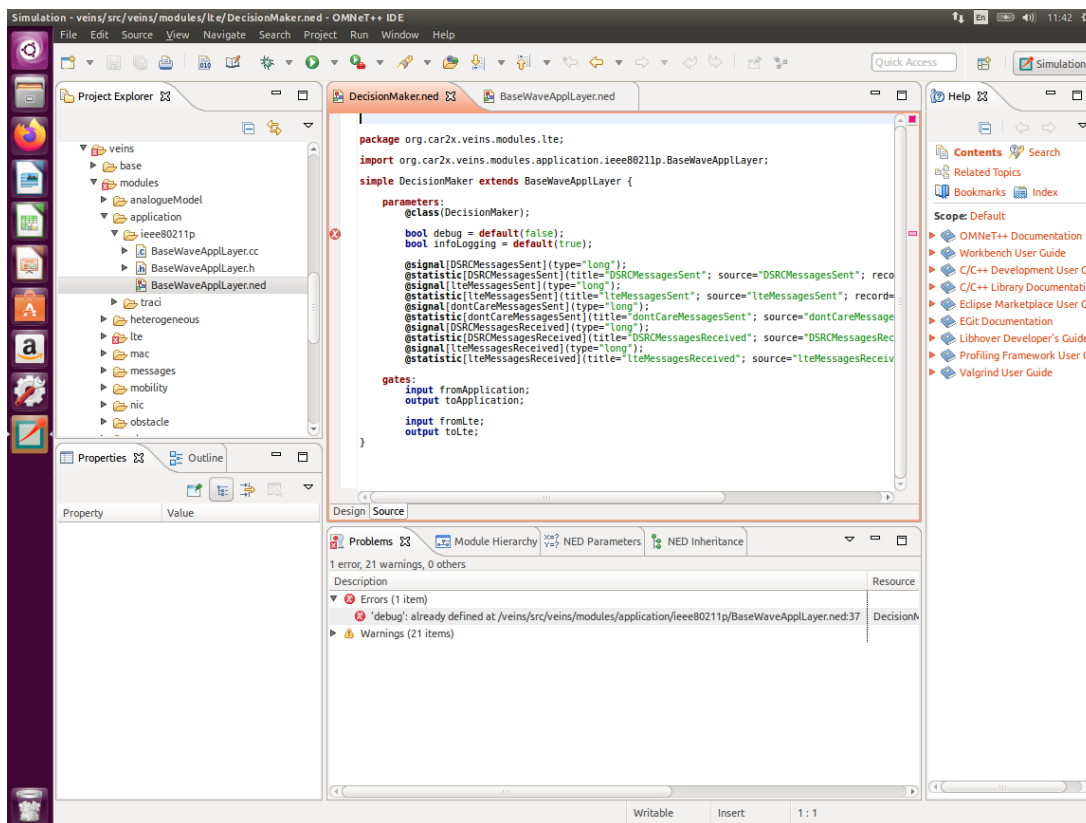 Simulation - veins/src/veins/modules/lte/DecisionMaker.ned - OMNeT++ IDE
En
11:42
File Edit Source View Navigate Search Project Run Window Help
Quick Access
Simulation
Project Explorer
veins
base
modules
analogueModel
application
ieee80211p
BaseWaveApplLayer.cc
BaseWaveApplLayer.h
BaseWaveApplLayer.ned
traci
heterogeneous
lte
mac
messages
mobility
nic
obstacle
Properties
Outline
Property Value
DecisionMaker.ned
BaseWaveApplLayer.ned
package org.car2x.veins.modules.lte;
import org.car2x.veins.modules.application.ieee80211p.BaseWaveApplLayer;
simple DecisionMaker extends BaseWaveApplLayer {
parameters:
@class(DecisionMaker);
bool debug = default(false);
bool infoLogging = default(true);
@signal[DSRCMessagesSent](type="long");
@statistic[DSRCMessagesSent](title="DSRCMessagesSent"; source="DSRCMessagesSent"; reco
@signal[lteMessagesSent](type="long");
@statistic[lteMessagesSent](title="lteMessagesSent"; source="lteMessagesSent"; record=
@signal[dontCareMessagesSent](type="long");
@statistic[dontCareMessagesSent](title="dontCareMessagesSent"; source="dontCareMessage
@signal[DSRCMessagesReceived](type="long");
@statistic[DSRCMessagesReceived](title="DSRCMessagesReceived"; source="DSRCMessagesRec
@signal[lteMessagesReceived](type="long");
@statistic[lteMessagesReceived](title="lteMessagesReceived"; source="lteMessagesReceiv
gates:
input fromApplication;
output toApplication;
input fromLte;
output toLte;
}
Design Source
Problems
Module Hierarchy
NED Parameters
NED Inheritance
1 error, 21 warnings, 0 others
Description Resource
Errors (1 item)
'debug': already defined at /veins/src/veins/modules/application/ieee80211p/BaseWaveApplLayer.ned:37 DecisionM
Warnings (21 items)
Help
Contents Search
Related Topics
Bookmarks Index
Scope: Default
OMNeT++ Documentation
Workbench User Guide
C/C++ Development User G
C/C++ Library Documentati
Eclipse Marketplace User G
EGit Documentation
Libhover Developer's Guide
Profiling Framework User G
Valgrind User Guide
Writable Insert 1 : 1